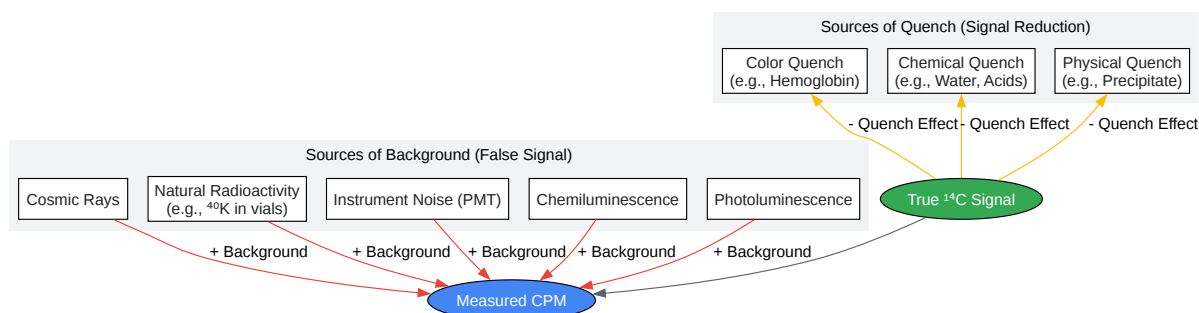 Sources of Quench (Signal Reduction)
Color Quench
(e.g., Hemoglobin)
Chemical Quench
(e.g., Water, Acids)
Physical Quench
(e.g., Precipitate)
- Quench Effect
- Quench Effect
- Quench Effect
Sources of Background (False Signal)
Cosmic Rays
Natural Radioactivity
(e.g., ⁴⁰K in vials)
Instrument Noise (PMT)
Chemiluminescence
Photoluminescence
True ¹⁴C Signal
+ Background
+ Background
+ Background
+ Background
+ Background
Measured CPM